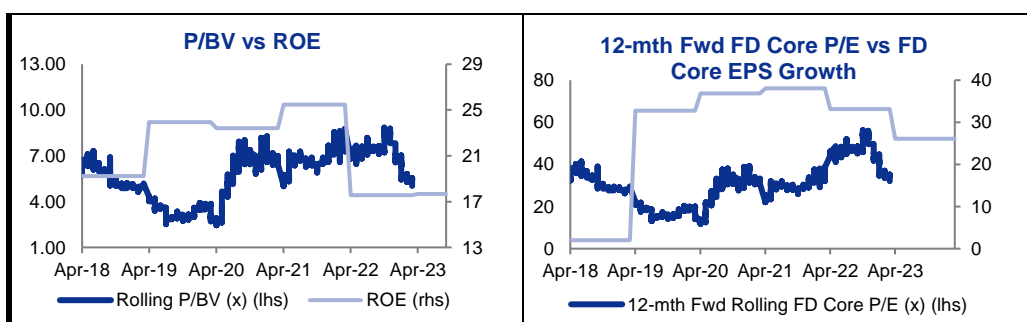 P/BV vs ROE
13.00
10.00
7.00
4.00
1.00
29
25
21
17
13
Apr-18 Apr-19 Apr-20 Apr-21 Apr-22 Apr-23
Rolling P/BV (x) (lhs) ROE (rhs)
12-mth Fwd FD Core P/E vs FD
Core EPS Growth
80
60
40
20
0
40
30
20
10
0
Apr-18 Apr-19 Apr-20 Apr-21 Apr-22 Apr-23
12-mth Fwd Rolling FD Core P/E (x) (lhs)